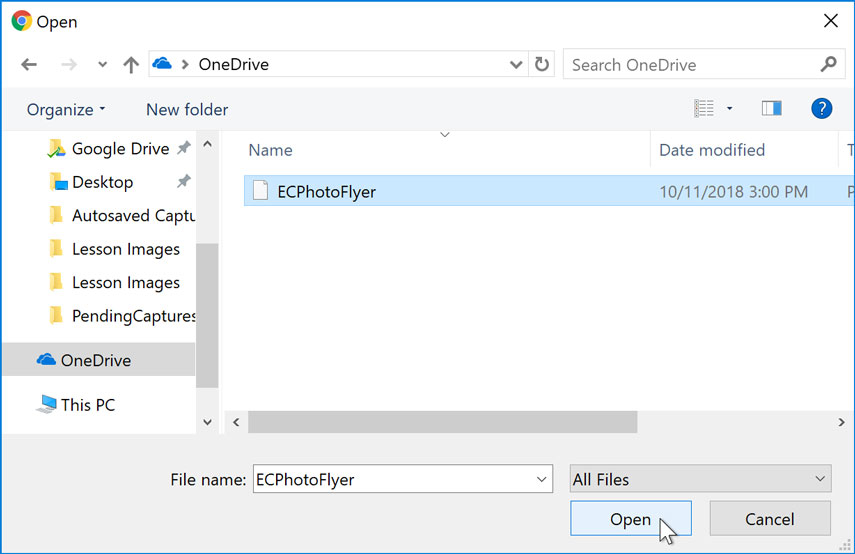 Open
OneDrive
Search OneDrive
Organize
New folder
?
Google Drive
Desktop
Autosaved Captu
Lesson Images
Lesson Images
PendingCaptures
OneDrive
This PC
Name
Date modified
T
ECPhotoFlyer
10/11/2018 3:00 PM
P
File name:
ECPhotoFlyer
All Files
Open
Cancel